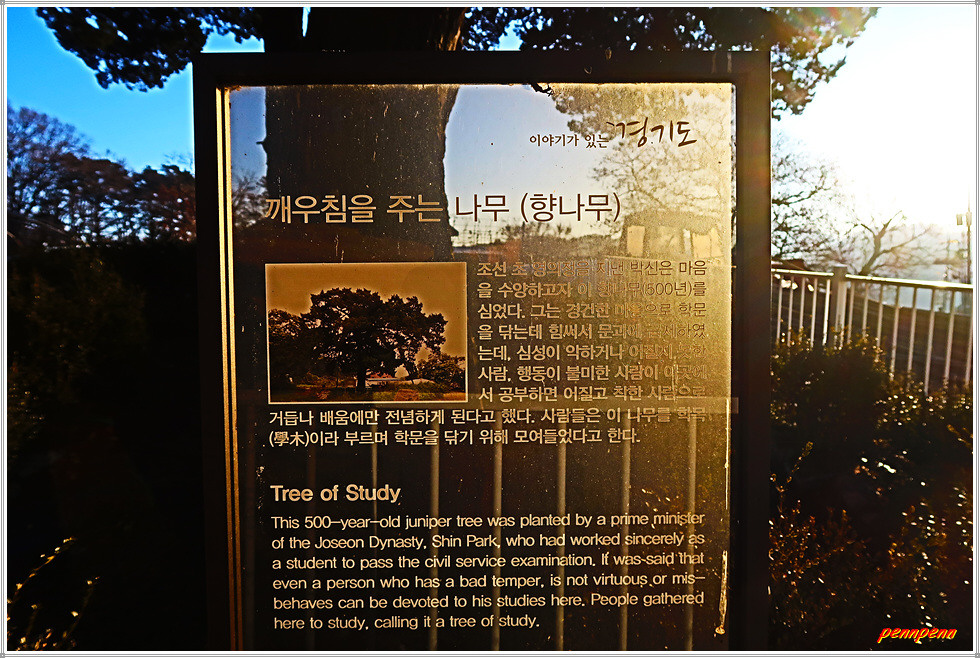 이야기가 있는 경기도
깨우침을 주는 나무 (향나무)
조선 초 영의정을 지낸 박신은 마음
을 수양하고자 이 향나무(500년)를
심었다. 그는 경건한 마음으로 학문
을 닦는데 힘써서 문과에 급제하였
는데, 심성이 악하거나 어질지 못한
사람, 행동이 불미한 사람이 이곳에
서 공부하면 어질고 착한 사람으로
거듭나 배움에만 전념하게 된다고 했다. 사람들은 이 나무를 학목
(學木)이라 부르며 학문을 닦기 위해 모여들었다고 한다.
Tree of Study
This 500-year-old juniper tree was planted by a prime minister
of the Joseon Dynasty, Shin Park, who had worked sincerely as
a student to pass the civil service examination. If was said that
even a person who has a bad temper, is not virtuous or mis-
behaves can be devoted to his studies here. People gathered
here to study, calling it a tree of study.
pennpenn